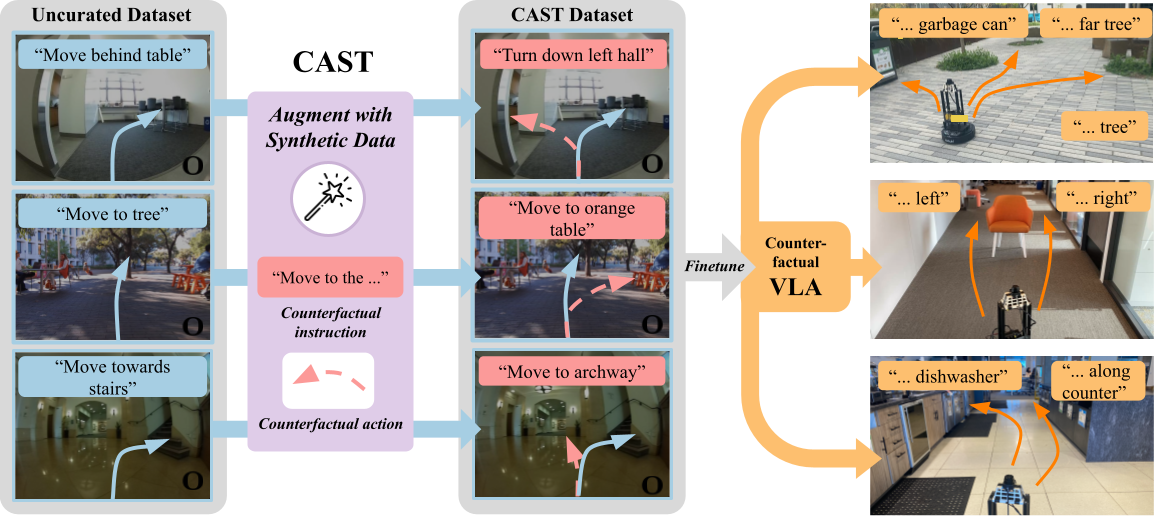 Uncurated Dataset
“Move behind table”
O
“Move to tree”
O
“Move towards
stairs”
O
CAST
Augment with
Synthetic Data
“Move to the ...”
Counterfactual
instruction
Counterfactual action
CAST Dataset
“Turn down left hall”
O
“Move to orange
table”
O
“Move to archway”
O
Finetune
Counter-
factual
VLA
“... garbage can”
“... far tree”
“... tree”
“... left”
“... right”
“... dishwasher”
“... along
counter”